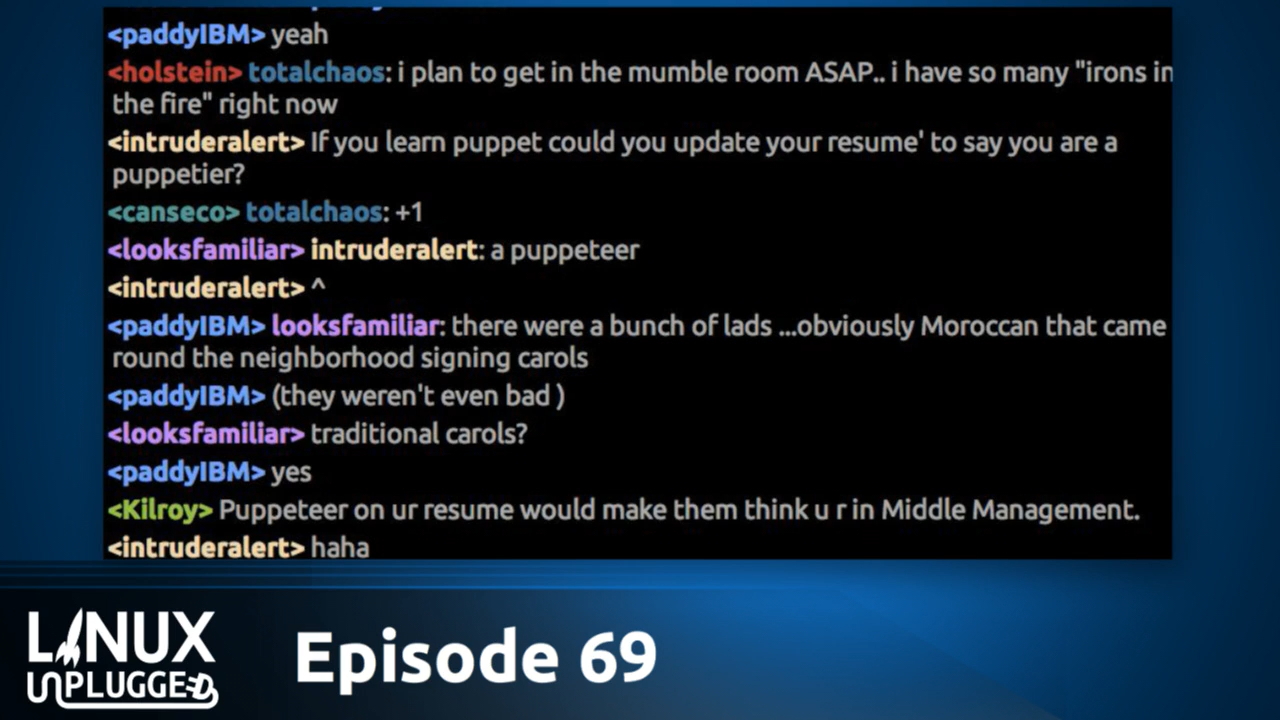 <paddyIBM> yeah
<holstein> totalchaos: i plan to get in the mumble room ASAP.. i have so many "irons in
the fire" right now
<intruderalert> If you learn puppet could you update your resume' to say you are a
puppetier?
<canseco> totalchaos: +1
<looksfamiliar> intruderalert: a puppeteer
<intruderalert> ^
<paddyIBM> looksfamiliar: there were a bunch of lads ...obviously Moroccan that came
round the neighborhood signing carols
<paddyIBM> (they weren't even bad )
<looksfamiliar> traditional carols?
<paddyIBM> yes
<Kilroy> Puppeteer on ur resume would make them think u r in Middle Management.
<intruderalert> haha
LINUX
UNPLUGGED
Episode 69